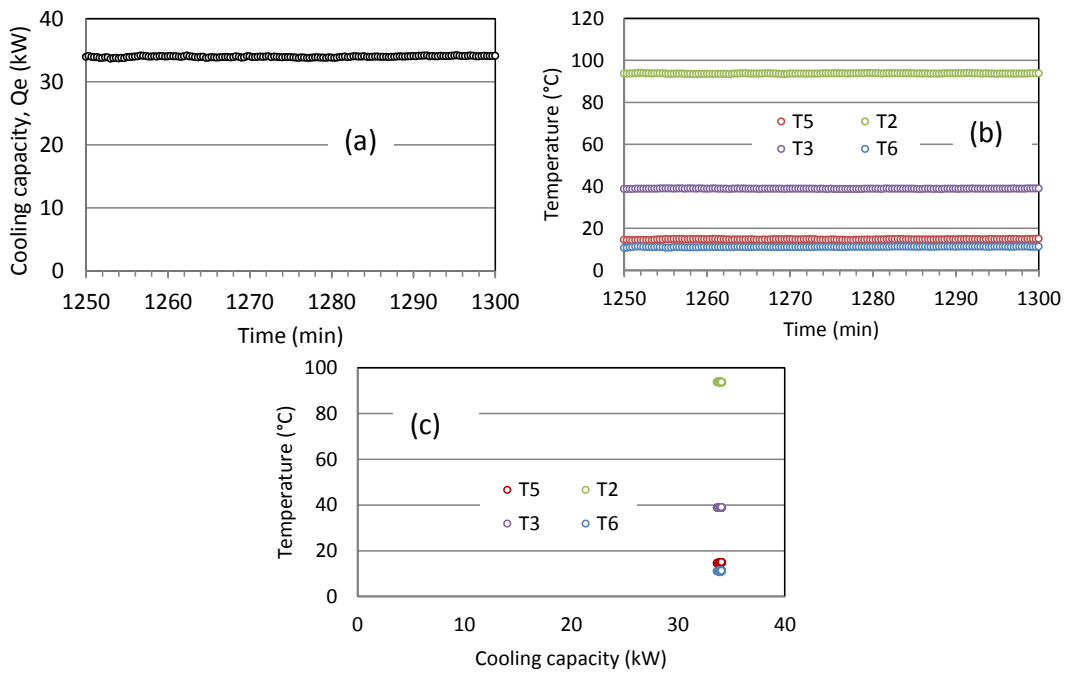 40
30
20
10
0
Cooling capacity, Qe (kW)
(a)
1250 1260 1270 1280 1290 1300
Time (min)
120
100
80
60
40
20
0
Temperature (°C)
T5 T2
T3 T6
(b)
1250 1260 1270 1280 1290 1300
Time (min)
100
80
60
40
20
0
Temperature (°C)
(c)
T5 T2
T3 T6
0 10 20 30 40
Cooling capacity (kW)